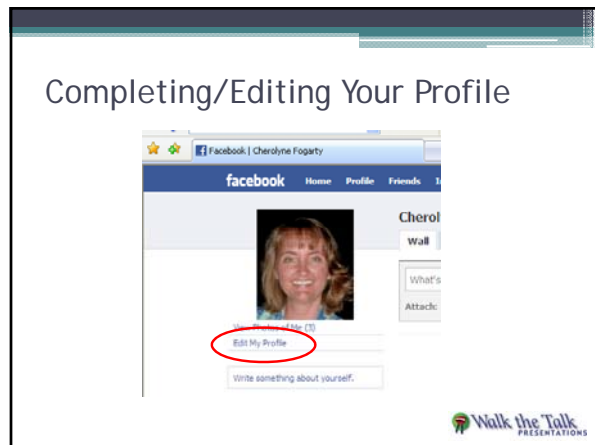 Completing/Editing Your Profile
Facebook | Cherolyne Fogarty
facebook Home Profile Friends
Cherol
Wall
What's
Attach:
View Photos of Me (3)
Edit My Profile
Write something about yourself.
Walk the Talk
PRESENTATIONS